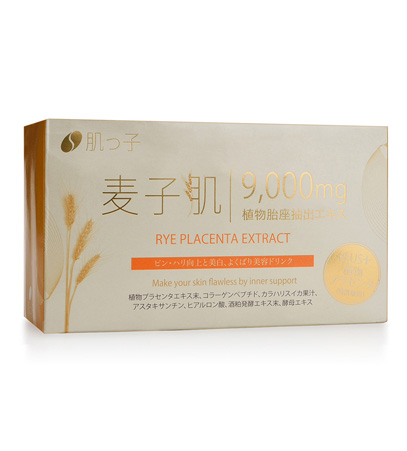 肌っ子
麦子肌
9,000mg
植物胎座抽出エキス
RYE PLACENTA EXTRACT
ピン・ハリ向上と美白、よくばり美容ドリンク
Make your skin flawless by inner support
植物プラセンタエキス末、コラーゲンペプチド、カラハリスイカ果汁、
アスタキサンチン、ヒアルロン酸、酒粕発酵エキス末、酵母エキス